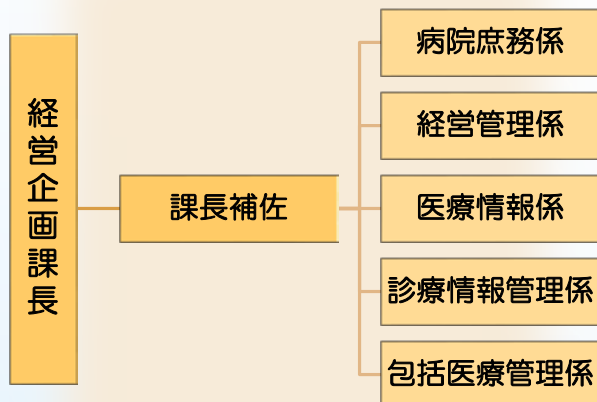 経営企画課長
課長補佐
病院庶務係
経営管理係
医療情報係
診療情報管理係
包括医療管理係